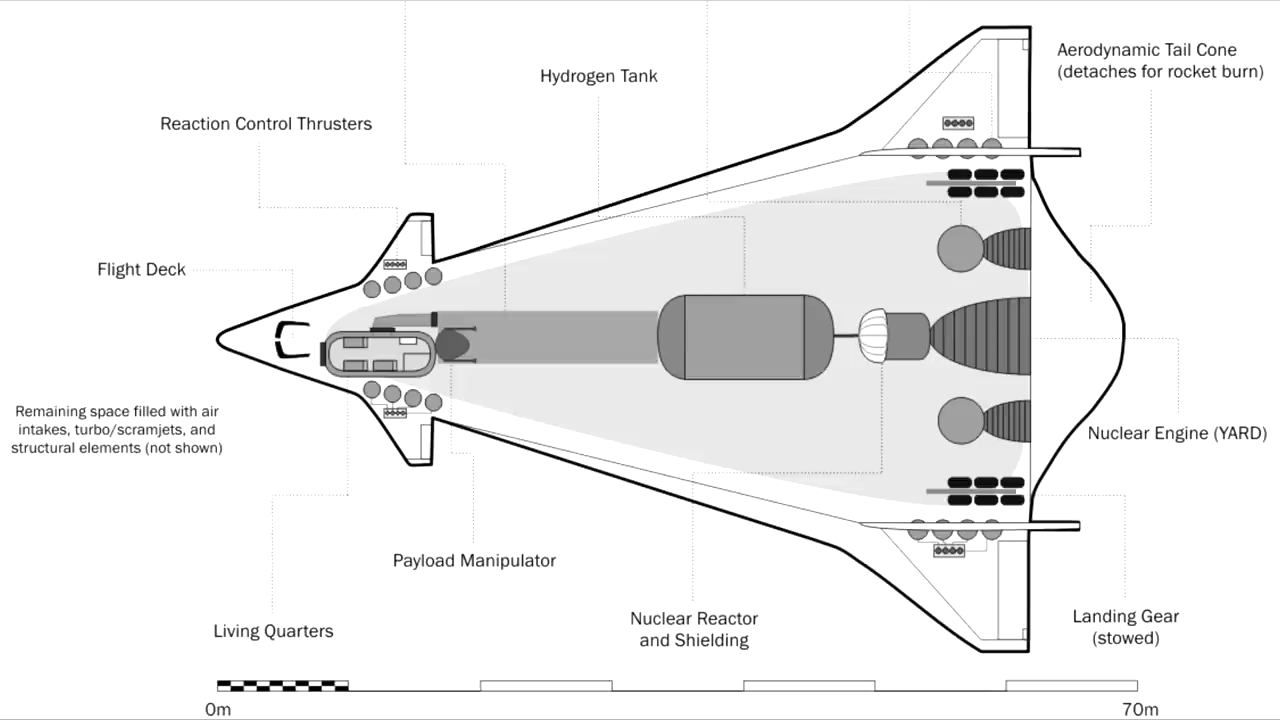 Aerodynamic Tail Cone
(detaches for rocket burn)
Hydrogen Tank
Reaction Control Thrusters
Flight Deck
Remaining space filled with air
intakes, turbo/scramjets, and
structural elements (not shown)
Nuclear Engine (YARD)
Payload Manipulator
Living Quarters
Nuclear Reactor
and Shielding
Landing Gear
(stowed)
0m
70m